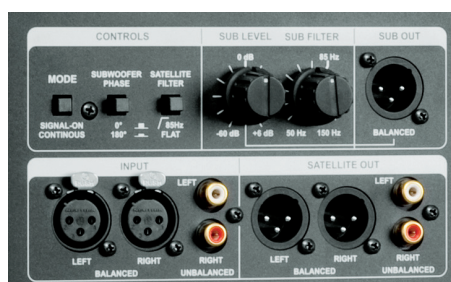 CONTROLS
SUB LEVEL SUB FILTER
SUB OUT
0 dB
85 Hz
MODE
SUBWOOFER PHASE
SATELLITE FILTER
SIGNAL-ON
CONTINOUS
0°
180°
85Hz
FLAT
-60 dB
+6 dB
50 Hz
150 Hz
BALANCED
INPUT
SATELLITE OUT
LEFT
LEFT
LEFT
RIGHT
RIGHT
LEFT
RIGHT
RIGHT
BALANCED
UNBALANCED
BALANCED
UNBALANCED